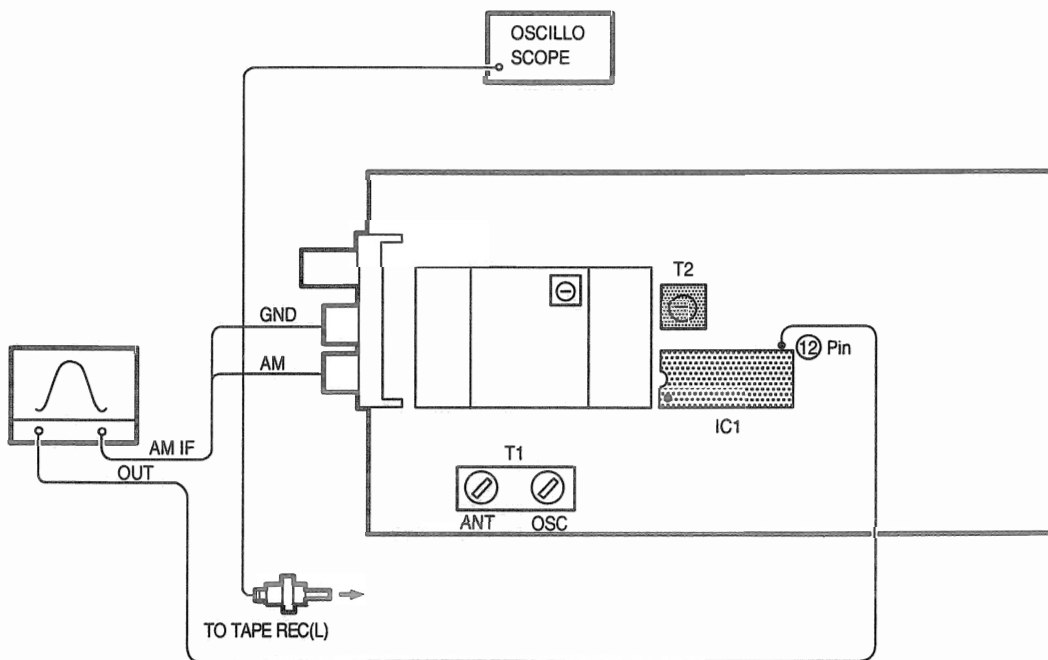 OSCILLO
SCOPE
T2
GND
⑫ Pin
AM
IC1
AM IF
T1
OUT
ANT
OSC
TO TAPE REC(L)